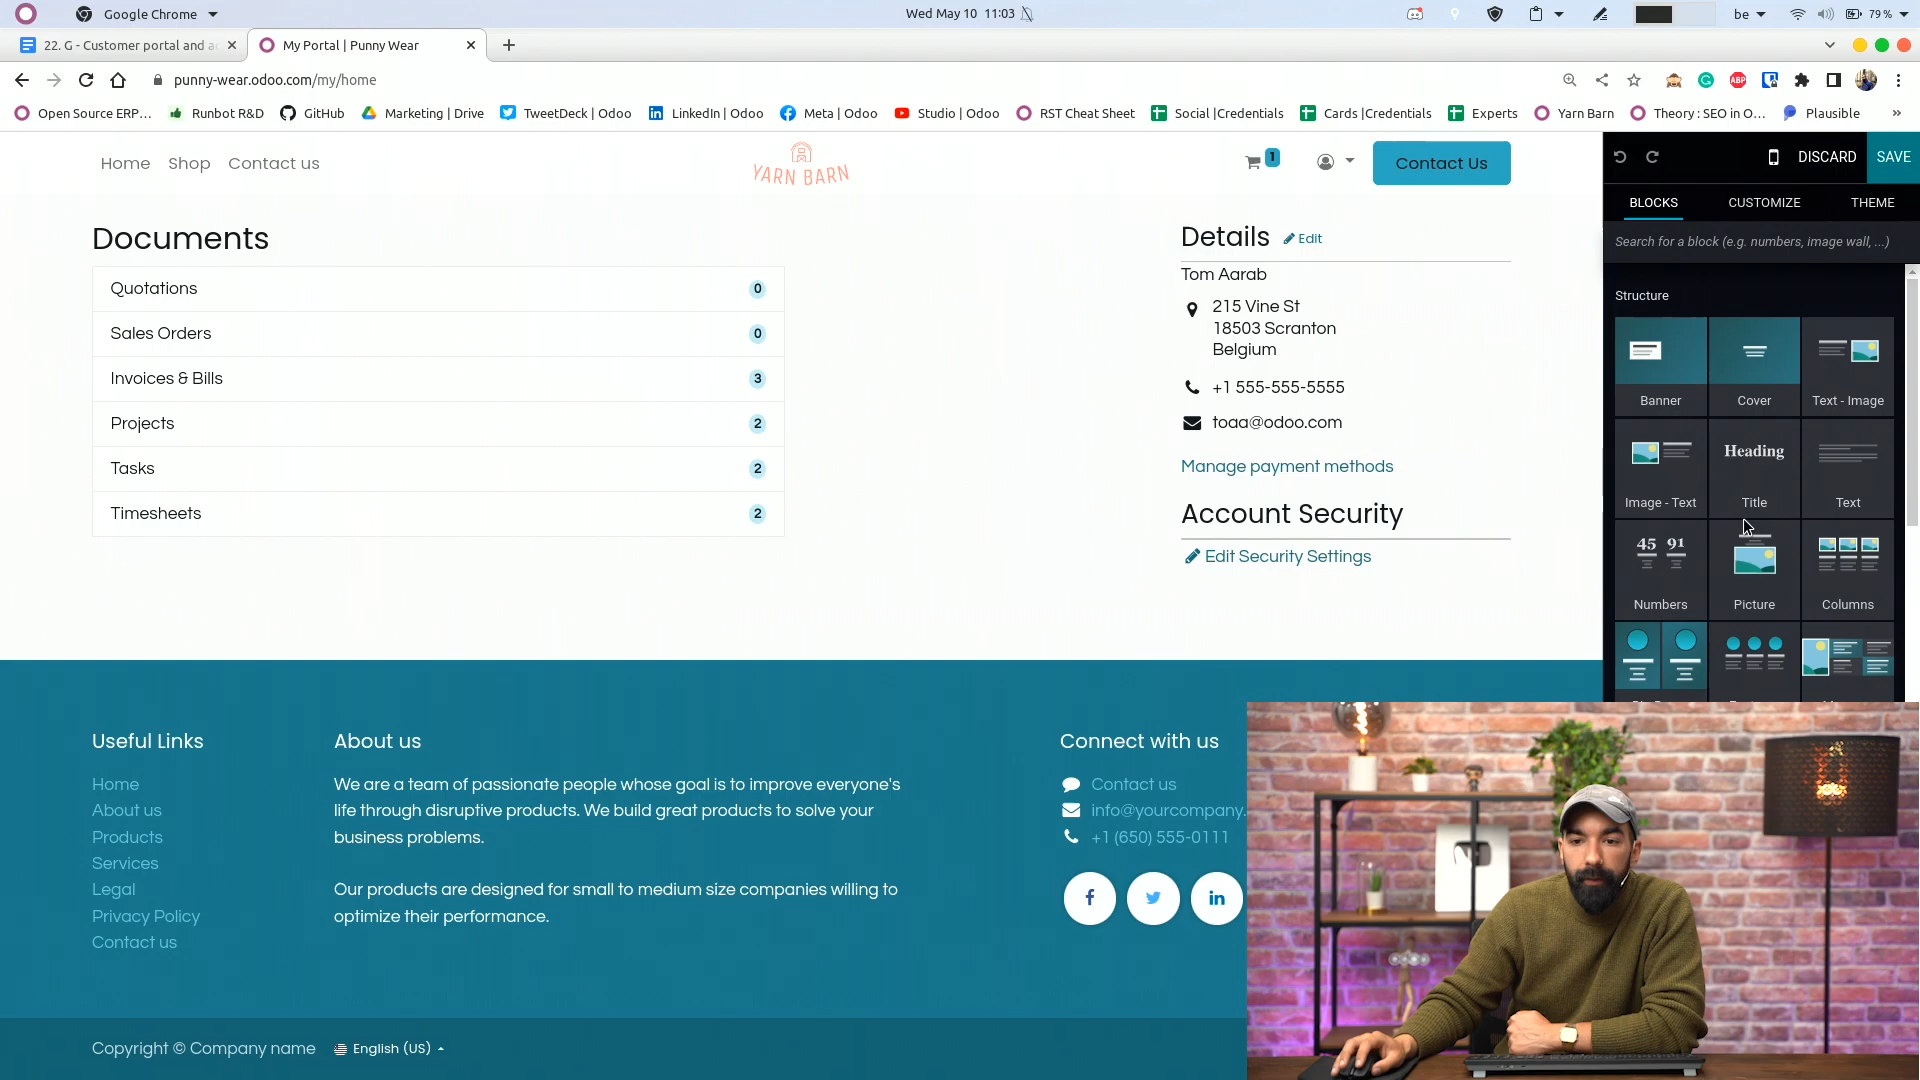 Google Chrome
Wed May 10 11:03
be
79 %
22. G - Customer portal and a
My Portal | Punny Wear
punny-wear.odoo.com/my/home
Open Source ERP...
Runbot R&D
GitHub
Marketing | Drive
TweetDeck | Odoo
LinkedIn | Odoo
Meta | Odoo
Studio | Odoo
RST Cheat Sheet
Social |Credentials
Cards |Credentials
Experts
Yarn Barn
Theory : SEO in O...
Plausible
Home
Shop
Contact us
YARN BARN
1
Contact Us
DISCARD
SAVE
BLOCKS
CUSTOMIZE
THEME
Search for a block (e.g. numbers, image wall, ...)
Structure
Banner
Cover
Text - Image
Heading
Image - Text
Title
Text
45 91
Numbers
Picture
Columns
Documents
Quotations 0
Sales Orders 0
Invoices & Bills 3
Projects 2
Tasks 2
Timesheets 2
Details
Edit
Tom Aarab
215 Vine St
18503 Scranton
Belgium
+1 555-555-5555
toaa@odoo.com
Manage payment methods
Account Security
Edit Security Settings
Useful Links
Home
About us
Products
Services
Legal
Privacy Policy
Contact us
About us
We are a team of passionate people whose goal is to improve everyone's
life through disruptive products. We build great products to solve your
business problems.
Our products are designed for small to medium size companies willing to
optimize their performance.
Connect with us
Contact us
info@yourcompany.
+1 (650) 555-0111
Copyright © Company name
English (US)